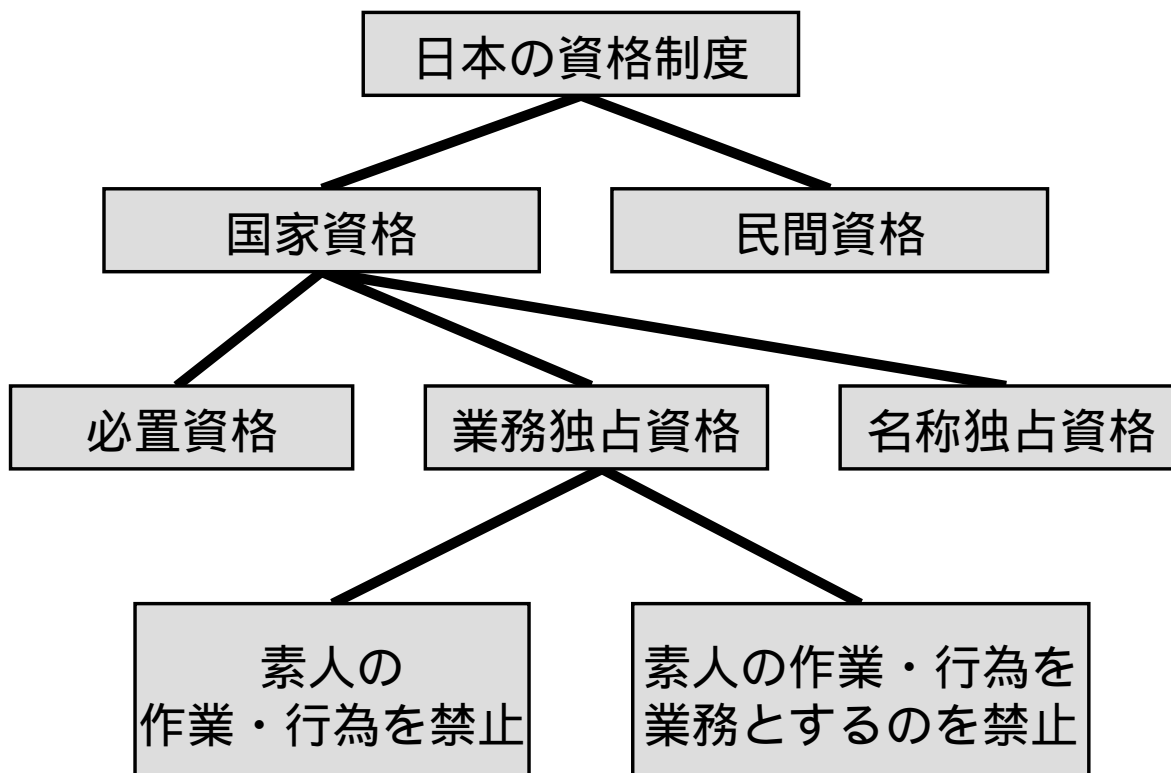 日本の資格制度
国家資格
民間資格
必置資格
業務独占資格
名称独占資格
素人の
作業・行為を禁止
素人の作業・行為を
業務とするのを禁止